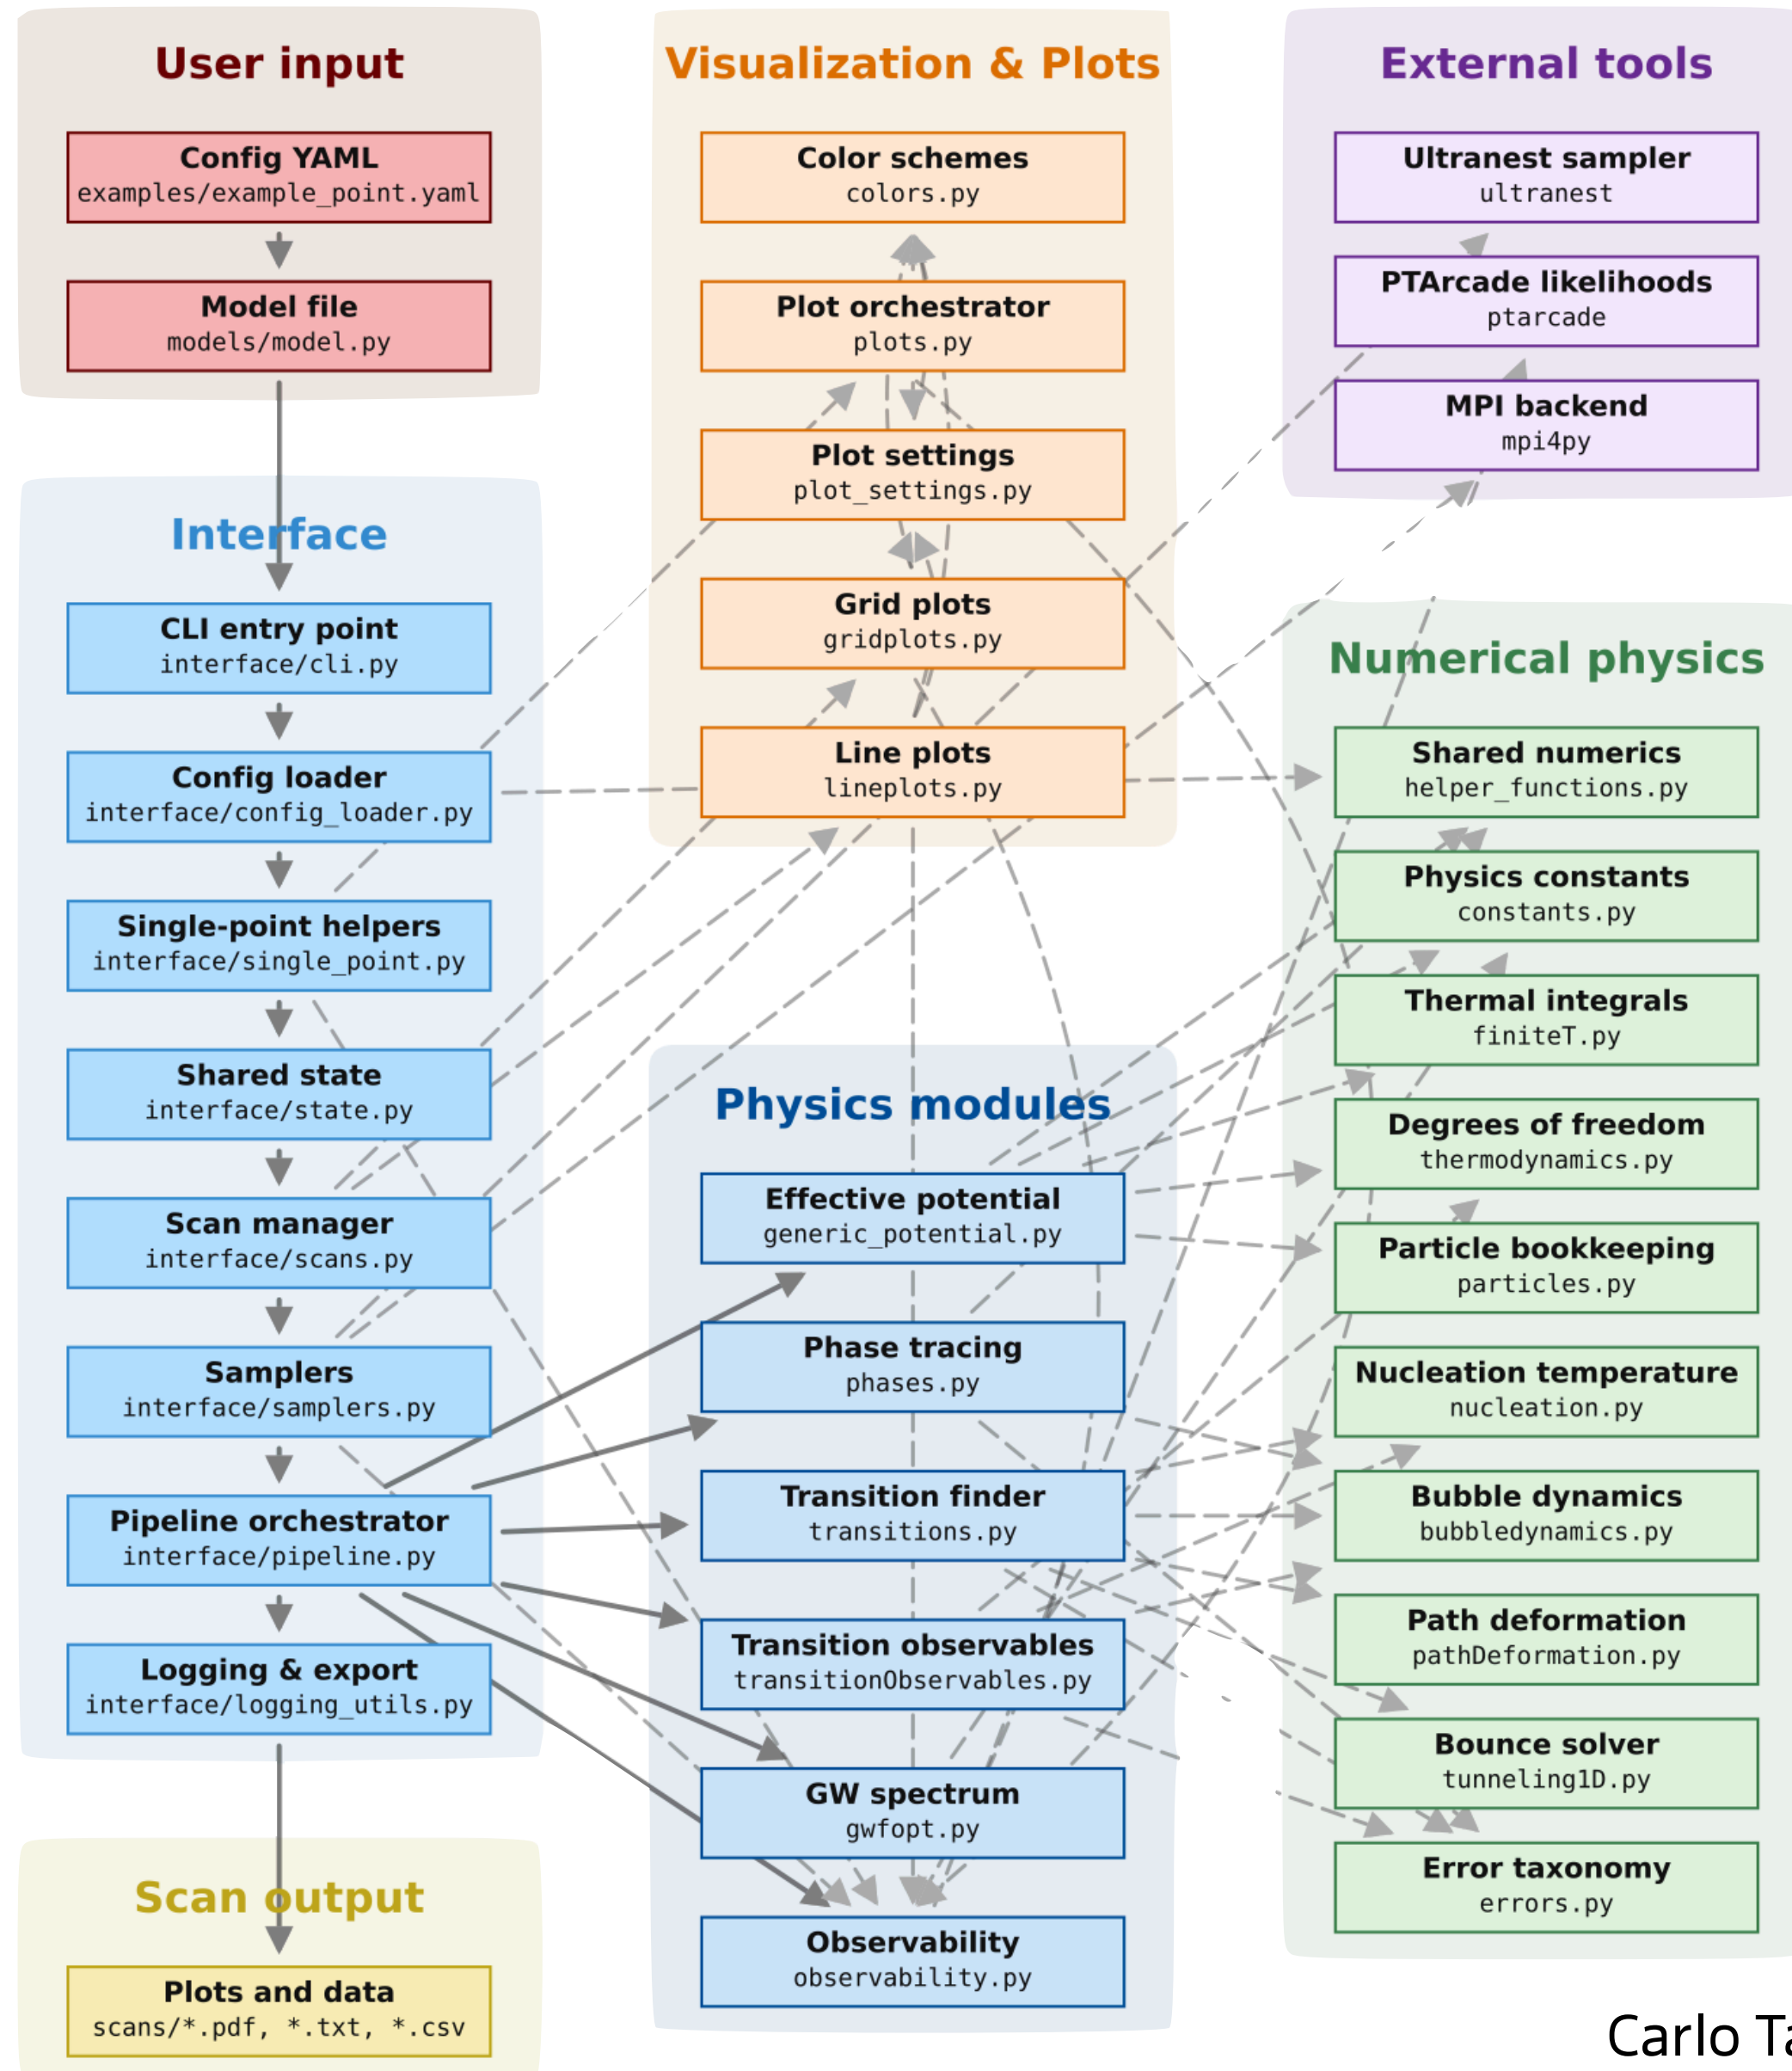 User input
Config YAML
examples/example_point.yaml
Model file
models/model.py
Interface
CLI entry point
interface/cli.py
Config loader
interface/config_loader.py
Single-point helpers
interface/single_point.py
Shared state
interface/state.py
Scan manager
interface/scans.py
Samplers
interface/samplers.py
Pipeline orchestrator
interface/pipeline.py
Logging & export
interface/logging_utils.py
Scan output
Plots and data
scans/*.pdf, *.txt, *.csv
Visualization & Plots
Color schemes
colors.py
Plot orchestrator
plots.py
Plot settings
plot_settings.py
Grid plots
gridplots.py
Line plots
lineplots.py
Physics modules
Effective potential
generic_potential.py
Phase tracing
phases.py
Transition finder
transitions.py
Transition observables
transitionObservables.py
GW spectrum
gwfopt.py
Observability
observability.py
External tools
Ultranest sampler
ultranest
PTArcade likelihoods
ptarcade
MPI backend
mpi4py
Numerical physics
Shared numerics
helper_functions.py
Physics constants
constants.py
Thermal integrals
finiteT.py
Degrees of freedom
thermodynamics.py
Particle bookkeeping
particles.py
Nucleation temperature
nucleation.py
Bubble dynamics
bubbledynamics.py
Path deformation
pathDeformation.py
Bounce solver
tunneling1D.py
Error taxonomy
errors.py
Carlo